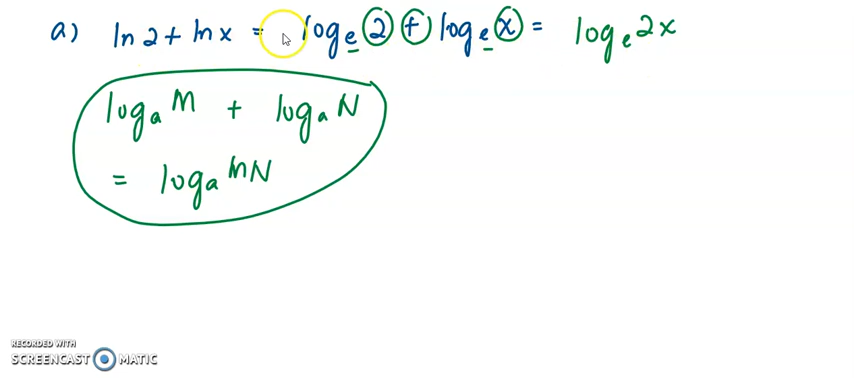 a) ln 2 + ln x = logₑ 2 + logₑ x = logₑ 2x
logₐ M + logₐ N
= logₐ MN
RECORDED WITH
SCREENCAST MATIC